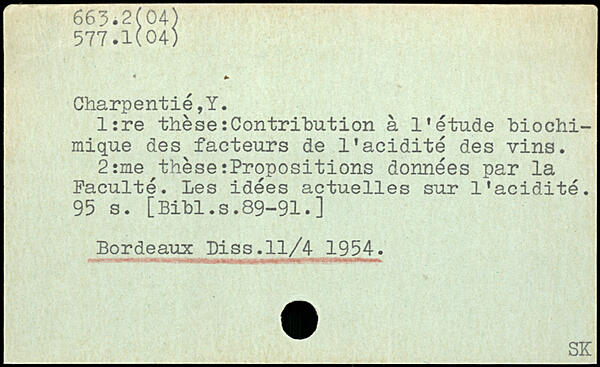 663.2(04)
577.1(04)
Charpentié,Y.
1:re thèse:Contribution à l'étude biochi-
mique des facteurs de l'acidité des vins.
2:me thèse:Propositions données par la
Faculté. Les idées actuelles sur l'acidité.
95 s. [Bibl.s.89-91.]
Bordeaux Diss.11/4 1954.
SK